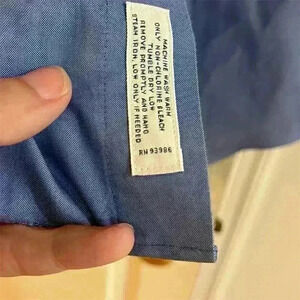 MACHINE WASH WARM
ONLY NON-CHLORINE BLEACH
TUMBLE DRY LOW
REMOVE PROMPTLY AND HANG
STEAM IRON, LOW ONLY IF NEEDED
RN 93986